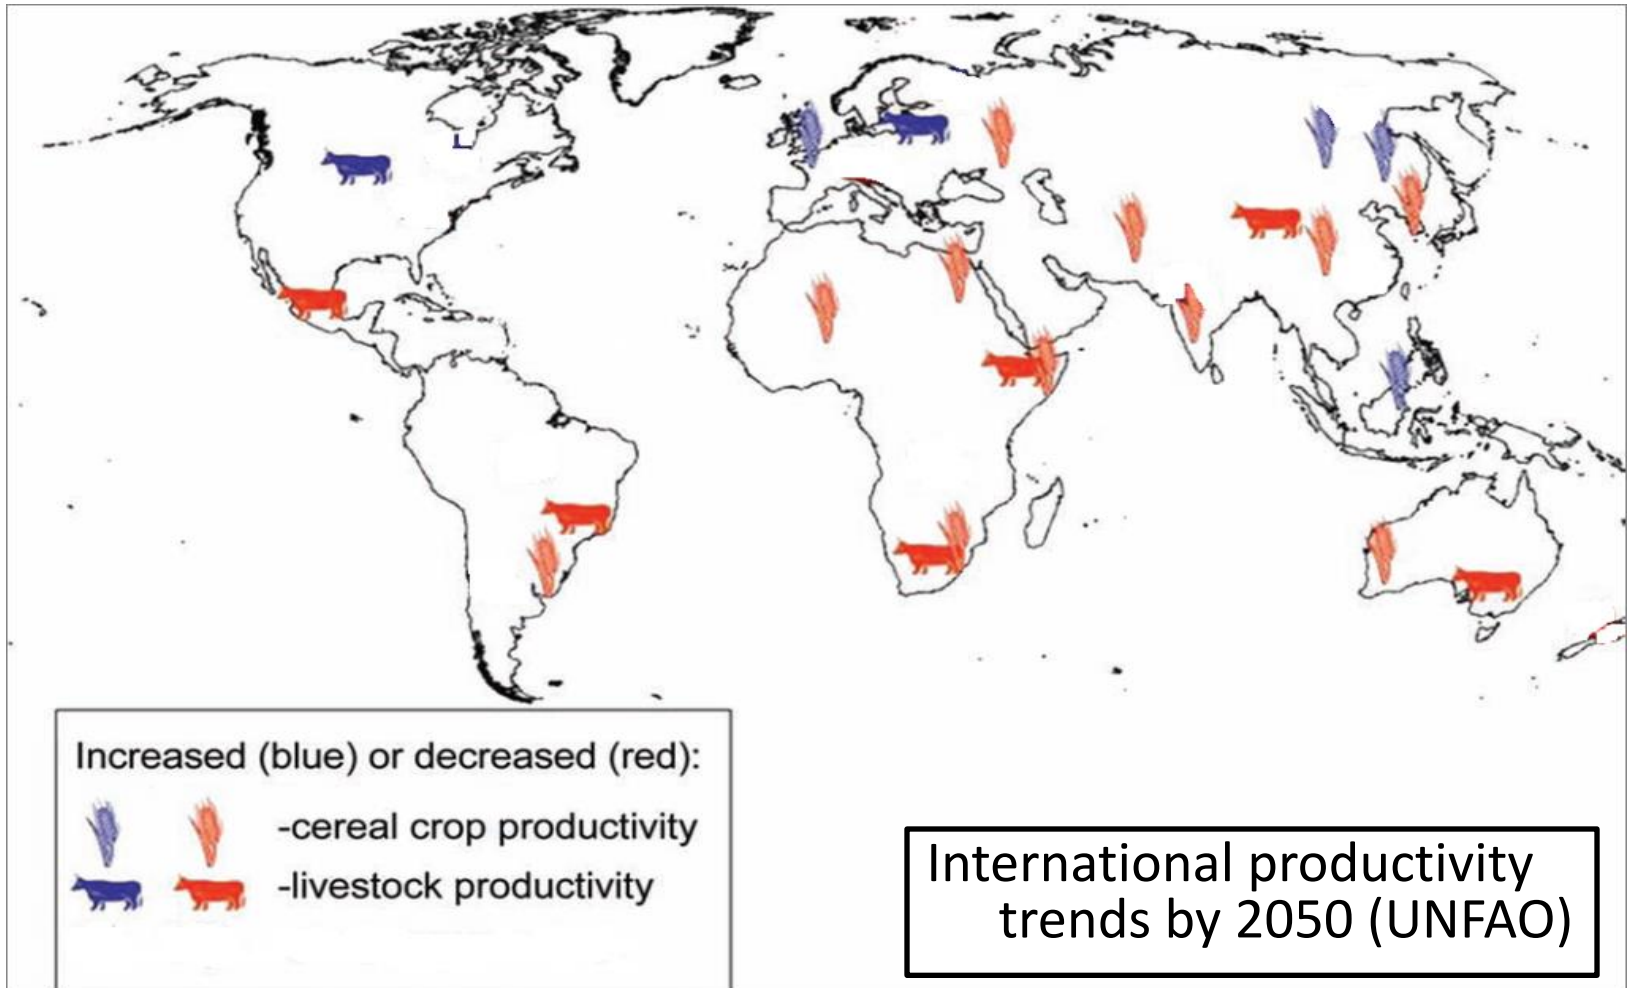 Increased (blue) or decreased (red):
-cereal crop productivity
-livestock productivity
International productivity
trends by 2050 (UNFAO)